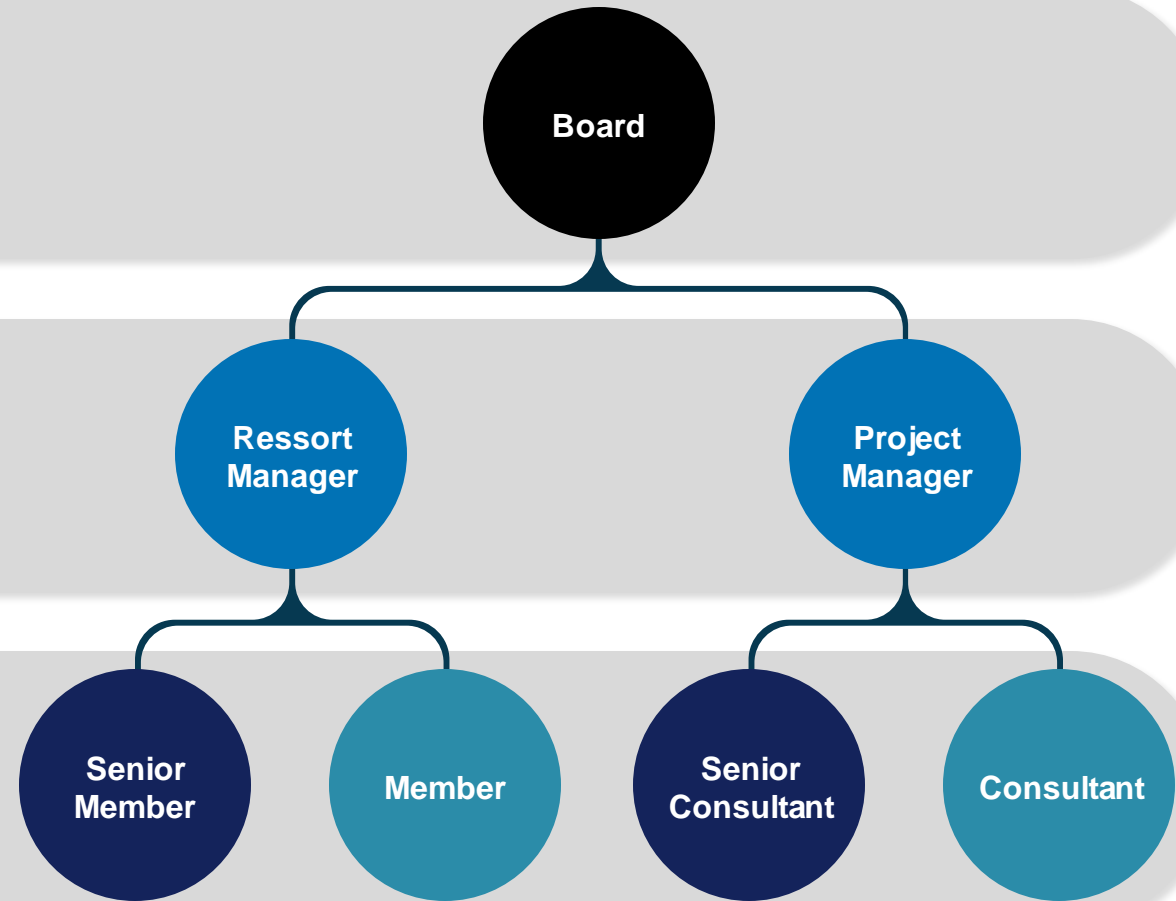 Board
Ressort
Manager
Project
Manager
Senior
Member
Member
Senior
Consultant
Consultant